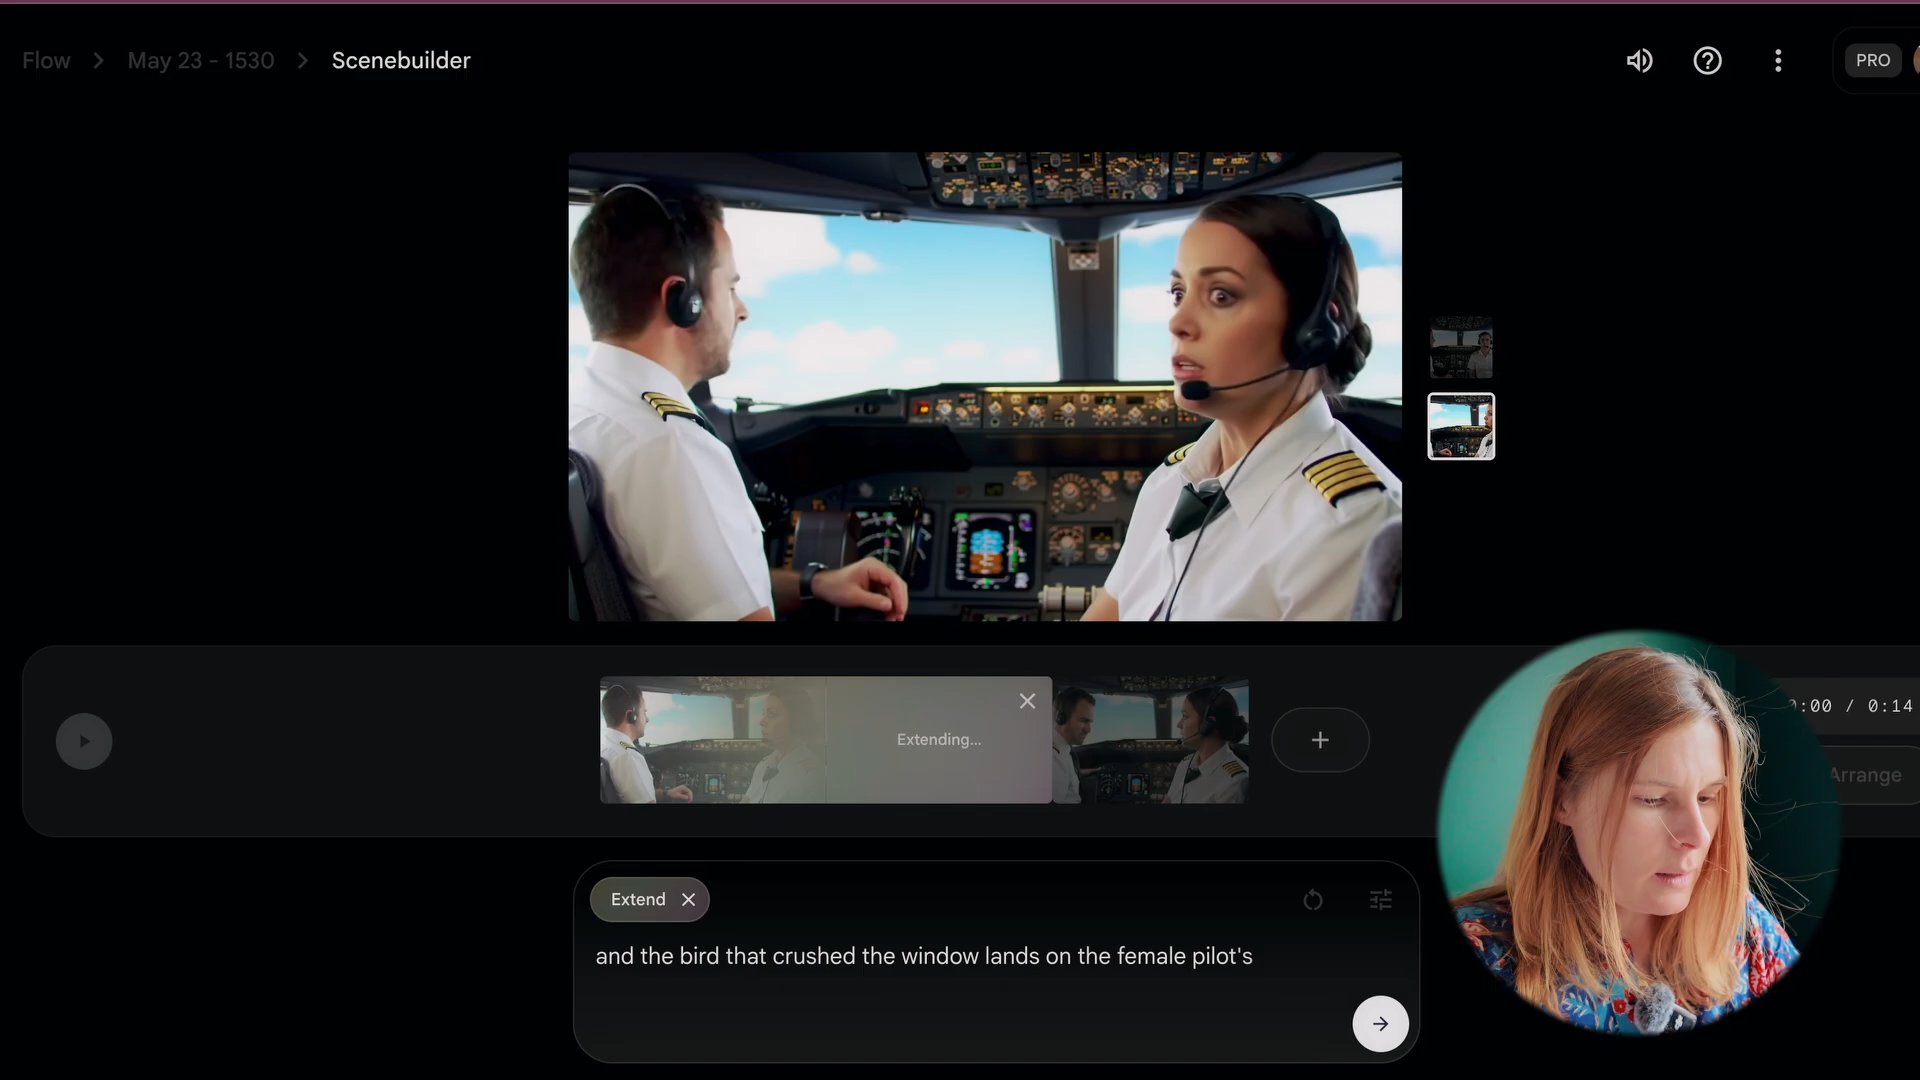 Flow > May 23 - 1530 > Scenebuilder
PRO
Extending...
:00 / 0:14
Arrange
Extend
and the bird that crushed the window lands on the female pilot's